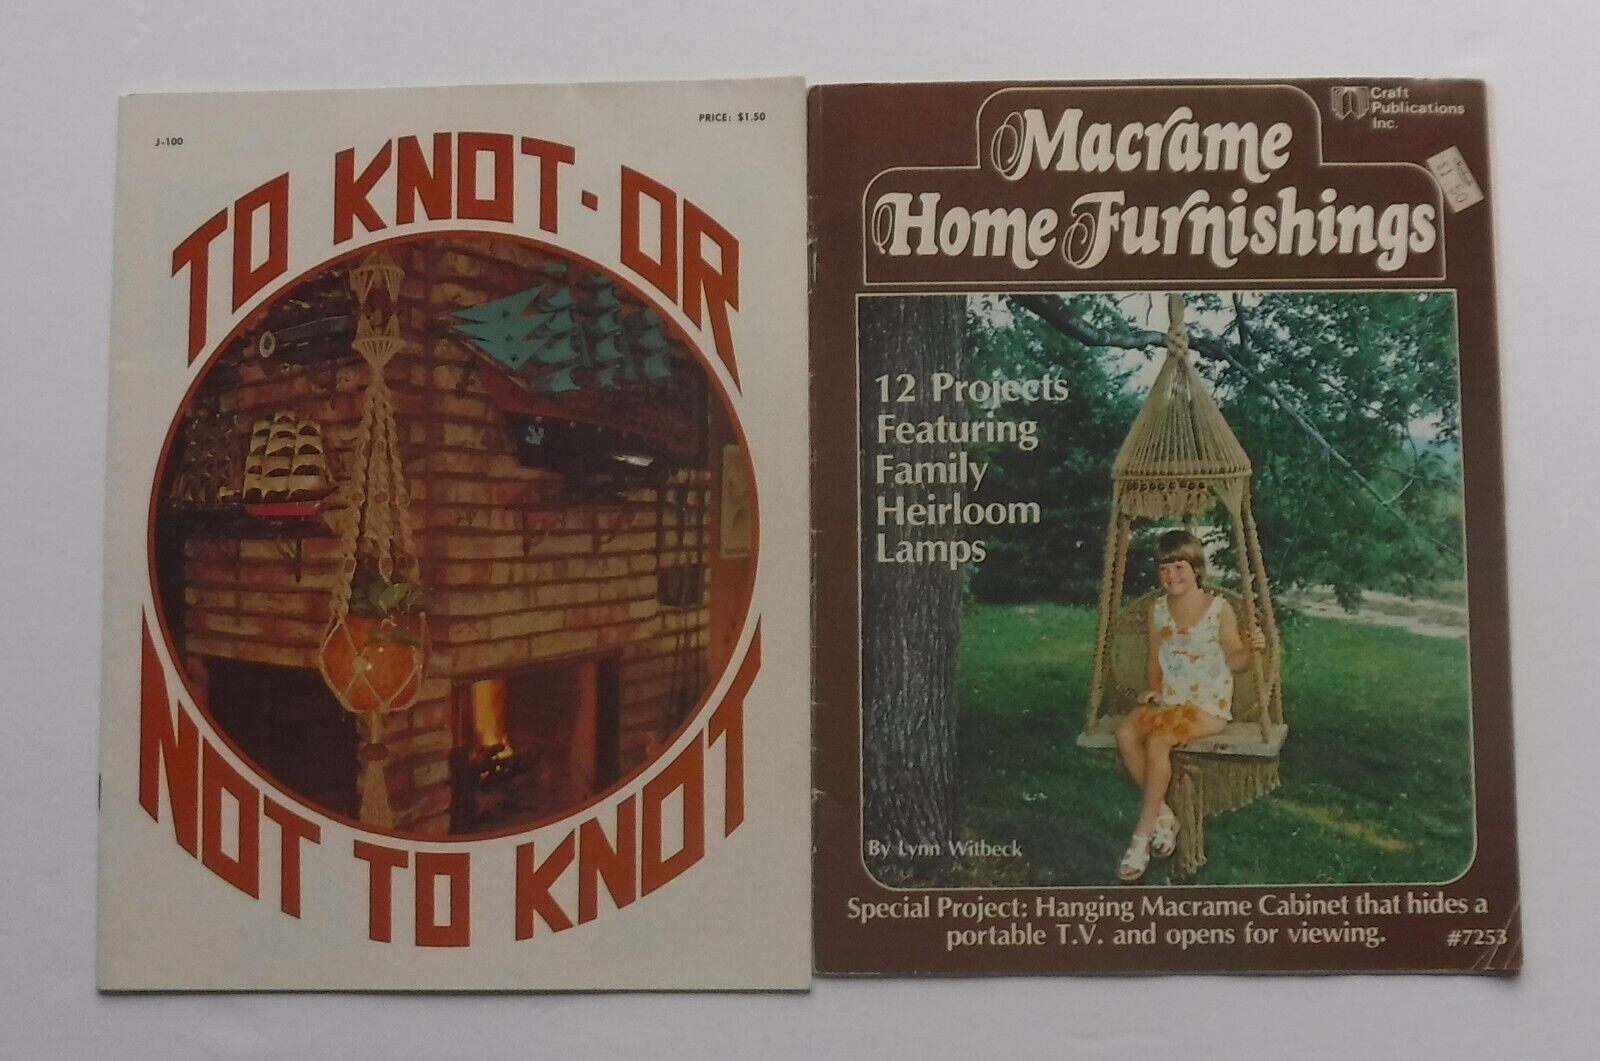 J-100
PRICE: $1.50
TO KNOT-OR
NOT TO KNOT
Craft
Publications
Inc.
Macrame
Home Furnishings
12 Projects
Featuring
Family
Heirloom
Lamps
By Lynn Witbeck
Special Project: Hanging Macrame Cabinet that hides a
portable T.V. and opens for viewing.
#7253